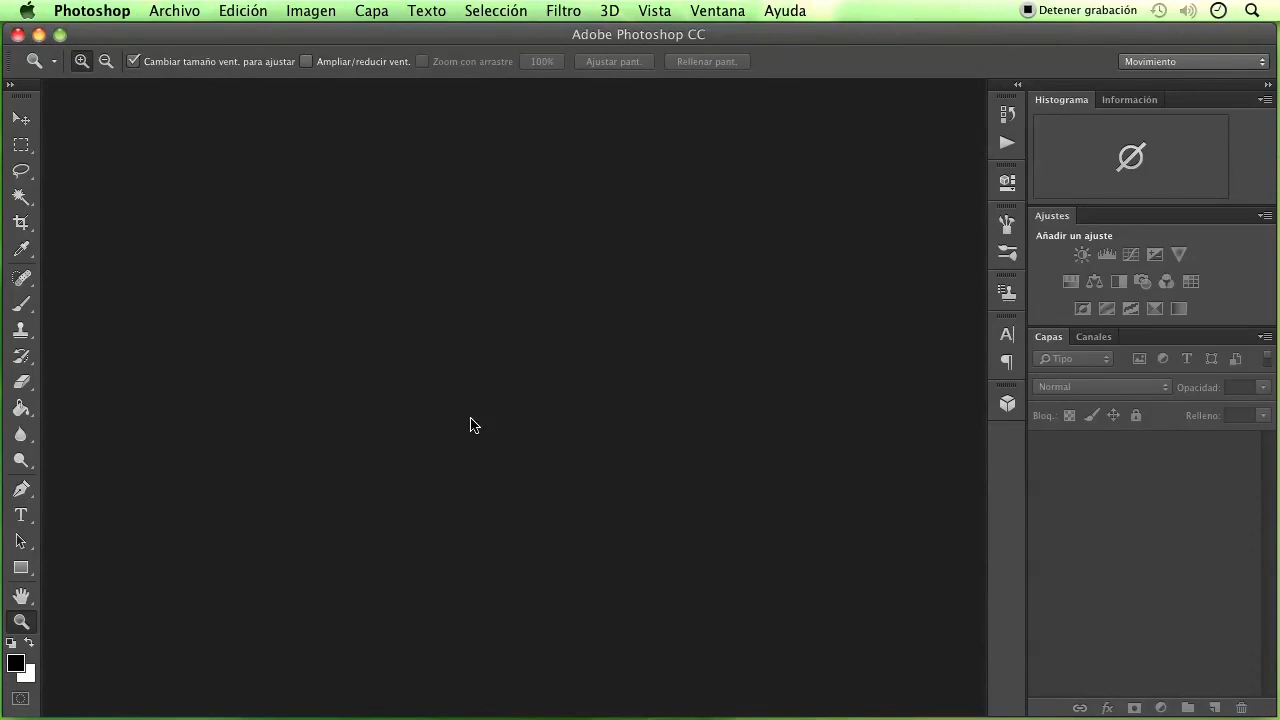 Photoshop Archivo Edición Imagen Capa Texto Selección Filtro 3D Vista Ventana Ayuda Detener grabación
Adobe Photoshop CC
Cambiar tamaño vent. para ajustar Ampliar/reducir vent. Zoom con arrastre 100% Ajustar pant. Rellenar pant. Movimiento
Histograma Información
Ajustes
Añadir un ajuste
Capas Canales
Tipo
Normal Opacidad:
Bloq.: Relleno: